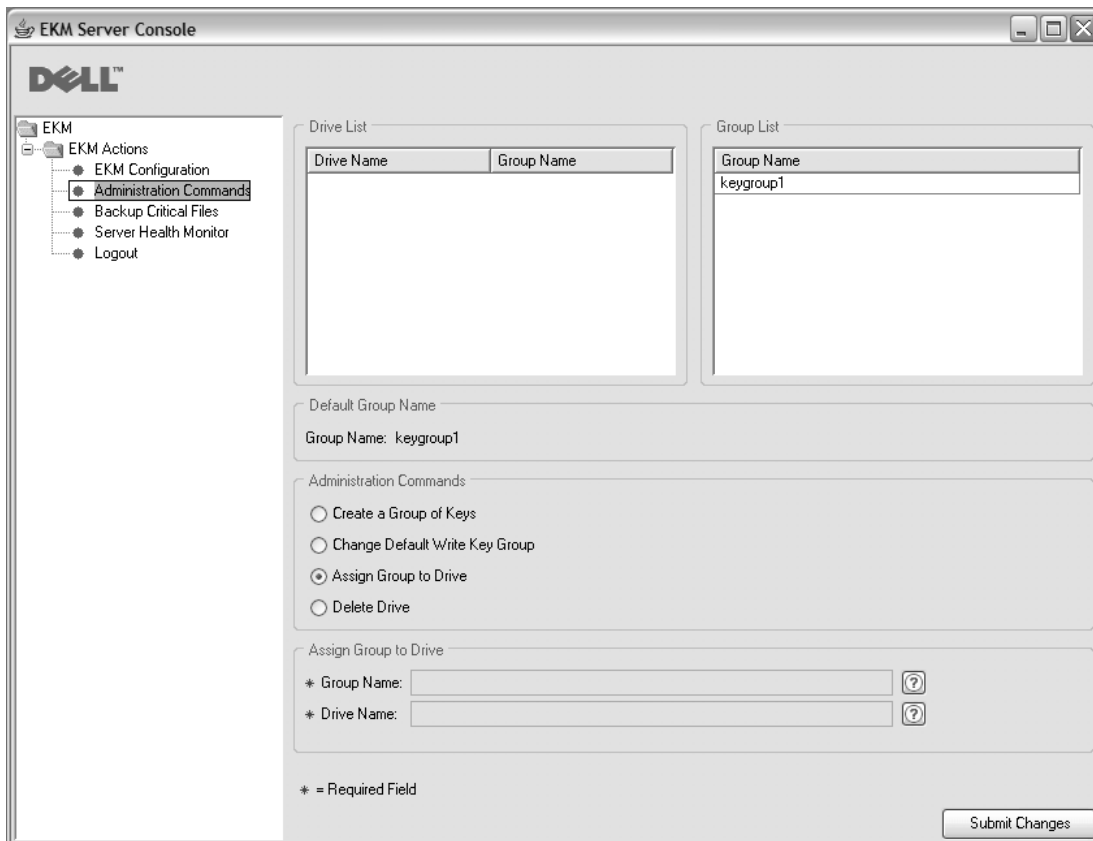 EKM Server Console
DELL™
EKM
EKM Actions
EKM Configuration
Administration Commands
Backup Critical Files
Server Health Monitor
Logout
Drive List
Drive Name Group Name
Group List
Group Name
keygroup1
Default Group Name
Group Name: keygroup1
Administration Commands
Create a Group of Keys
Change Default Write Key Group
Assign Group to Drive
Delete Drive
Assign Group to Drive
* Group Name: ?
* Drive Name: ?
* = Required Field
Submit Changes